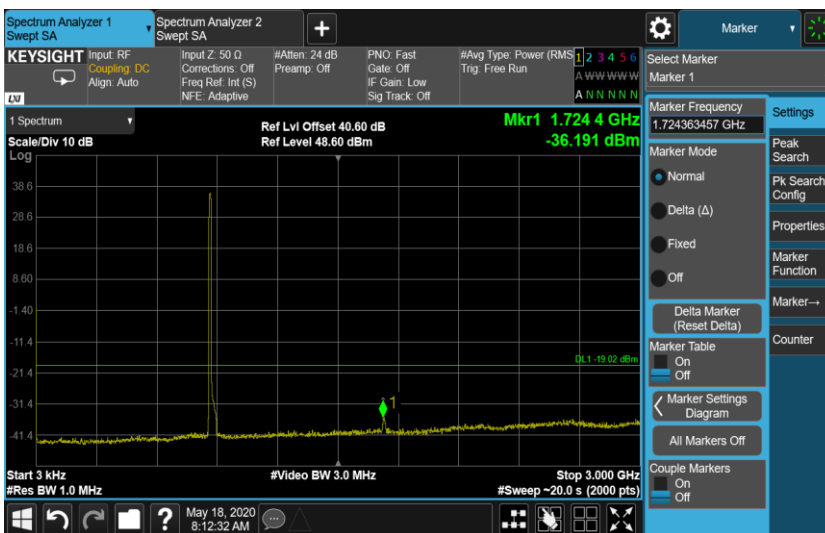 Spectrum Analyzer 1
Swept SA
Spectrum Analyzer 2
Swept SA
+
Marker
KEYSIGHT
LXI
Input: RF
Coupling: DC
Align: Auto
Input Z: 50 Ω
Corrections: Off
Freq Ref: Int (S)
NFE: Adaptive
#Atten: 24 dB
Preamp: Off
PNO: Fast
Gate: Off
IF Gain: Low
Sig Track: Off
#Avg Type: Power (RMS
Trig: Free Run
1 2 3 4 5 6
A W W W W W
A N N N N N
Select Marker
Marker 1
1 Spectrum
Scale/Div 10 dB
Log
Ref Lvl Offset 40.60 dB
Ref Level 48.60 dBm
Mkr1 1.724 4 GHz
-36.191 dBm
38.6
28.6
18.6
8.60
-1.40
-11.4
-21.4
-31.4
-41.4
DL1 -19.02 dBm
1
Start 3 kHz
#Res BW 1.0 MHz
#Video BW 3.0 MHz
Stop 3.000 GHz
#Sweep ~20.0 s (2000 pts)
Marker Frequency
1.724363457 GHz
Marker Mode
Normal
Delta (Δ)
Fixed
Off
Delta Marker
(Reset Delta)
Marker Table
On
Off
Marker Settings
Diagram
All Markers Off
Couple Markers
On
Off
Settings
Peak
Search
Pk Search
Config
Properties
Marker
Function
Marker→
Counter
?
May 18, 2020
8:12:32 AM